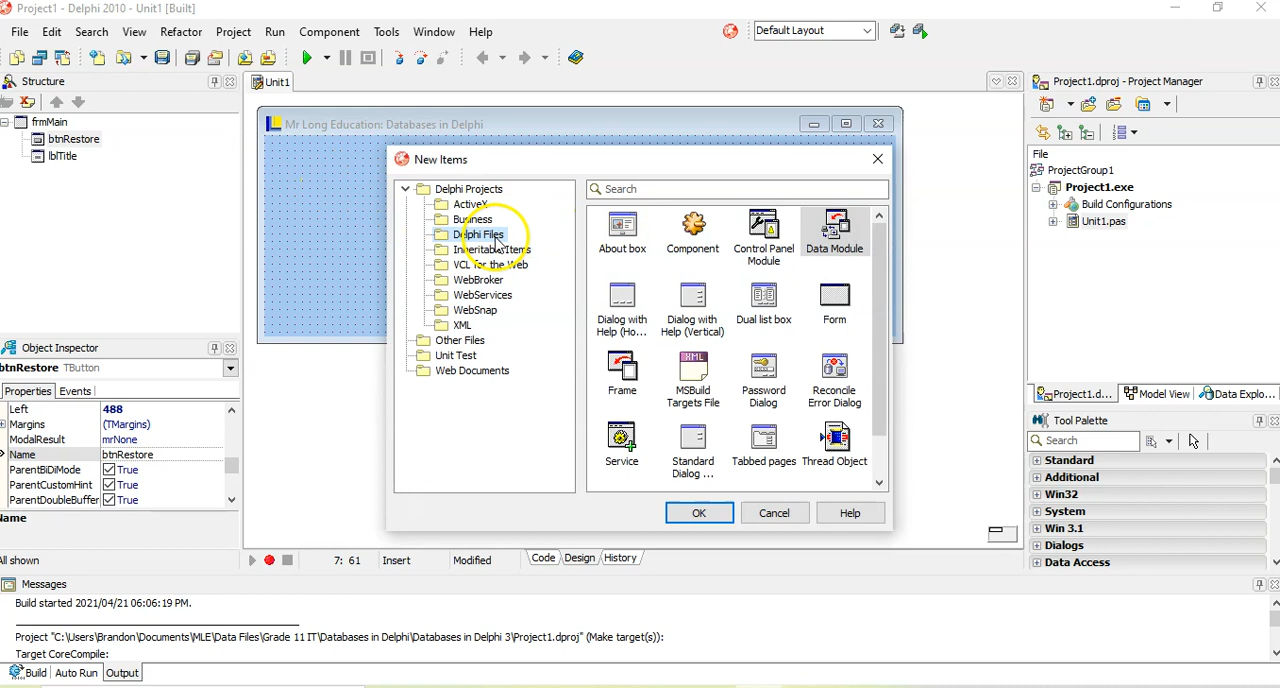 Project1 - Delphi 2010 - Unit1 [Built]
File Edit Search View Refactor Project Run Component Tools Window Help
Default Layout
Structure
frmMain
btnRestore
lblTitle
Unit1
Mr Long Education: Databases in Delphi
New Items
Delphi Projects
ActiveX
Business
Delphi Files
Inheritable Items
VCL for the Web
WebBroker
WebServices
WebSnap
XML
Other Files
Unit Test
Web Documents
Search
About box Component Control Panel Module Data Module
Dialog with Help (Ho... Dialog with Help (Vertical) Dual list box Form
Frame MSBuild Targets File Password Dialog Reconcile Error Dialog
Service Standard Dialog ... Tabbed pages Thread Object
OK Cancel Help
Project1.dproj - Project Manager
File
ProjectGroup1
Project1.exe
Build Configurations
Unit1.pas
Project1.d... Model View Data Explo...
Tool Palette
Search
Standard
Additional
Win32
System
Win 3.1
Dialogs
Data Access
Object Inspector
btnRestore TButton
Properties Events
Left 488
Margins (TMargins)
ModalResult mrNone
Name btnRestore
ParentBiDiMode True
ParentCustomHint True
ParentDoubleBuffer True
Name
All shown
7: 61 Insert Modified Code Design History
Messages
Build started 2021/04/21 06:06:19 PM.
Project "C:\Users\Brandon\Documents\MLE\Data Files\Grade 11 IT\Databases in Delphi\Databases in Delphi 3\Project1.dproj" (Make target(s)):
Target CoreCompile:
Build Auto Run Output